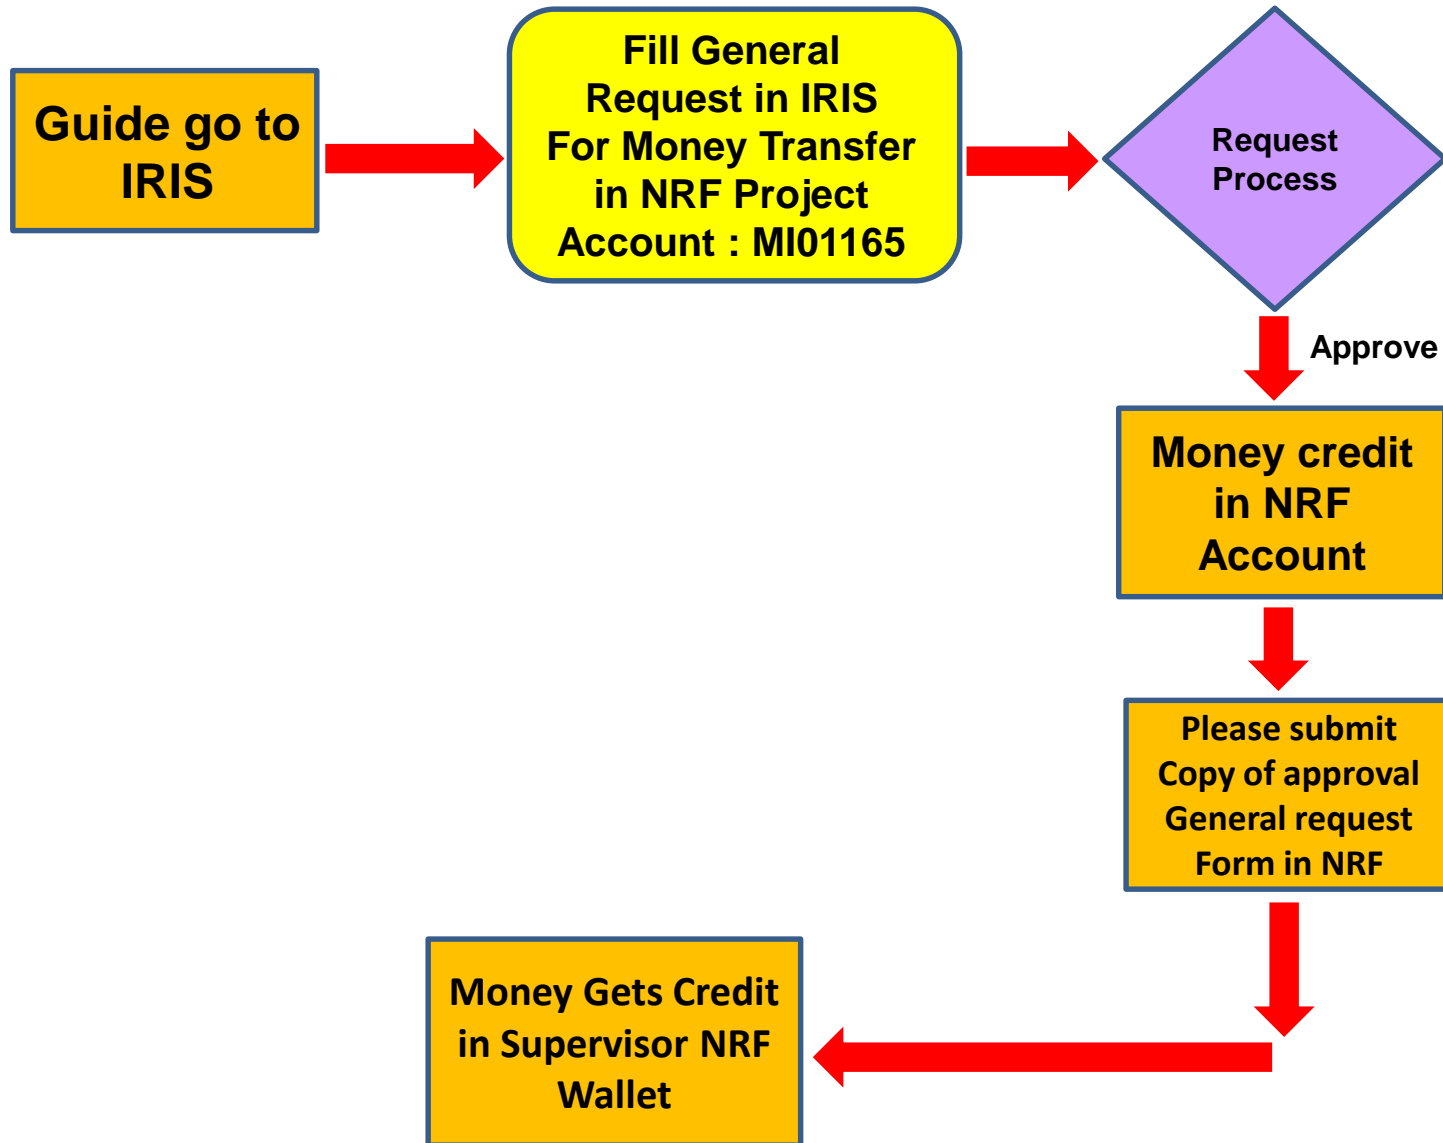 Guide go to
IRIS
Fill General
Request in IRIS
For Money Transfer
in NRF Project
Account : MI01165
Request
Process
Approve
Money credit
in NRF
Account
Please submit
Copy of approval
General request
Form in NRF
Money Gets Credit
in Supervisor NRF
Wallet